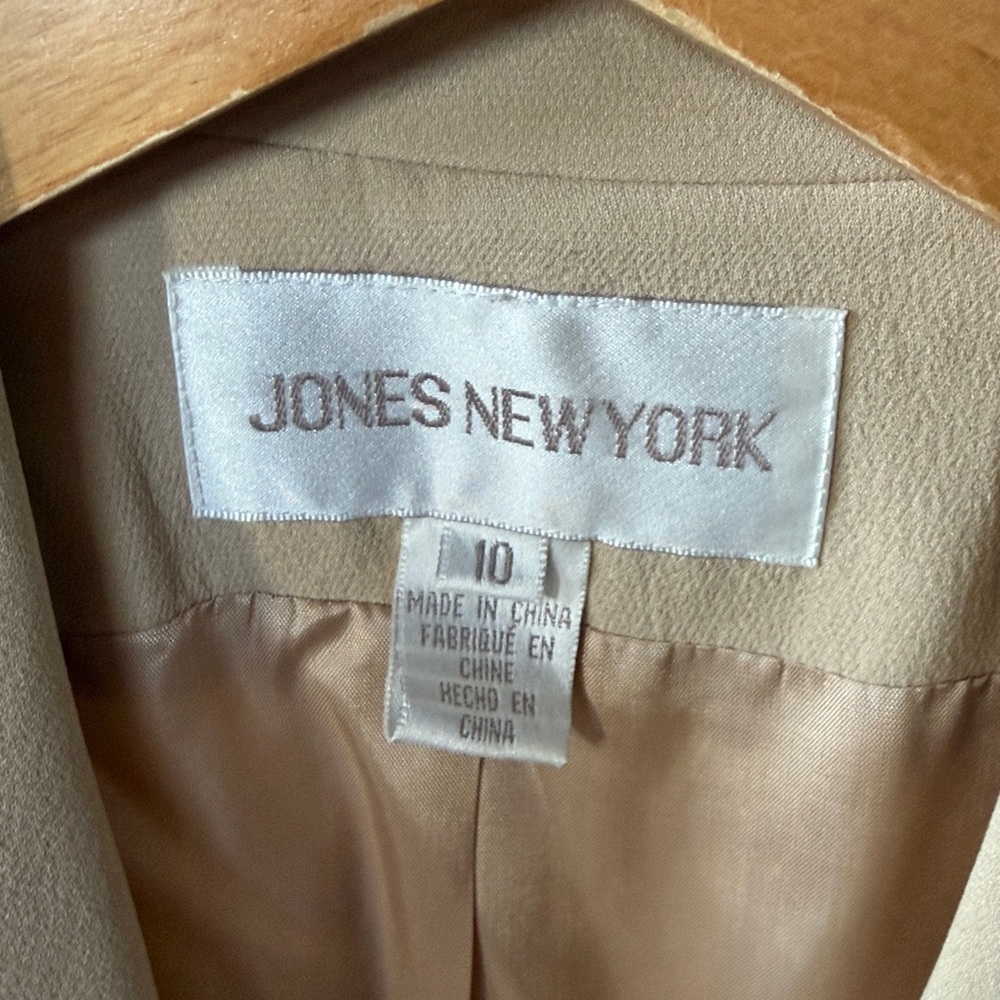 JONES NEW YORK
10
MADE IN CHINA
FABRIQUÉ EN
CHINE
HECHO EN
CHINA